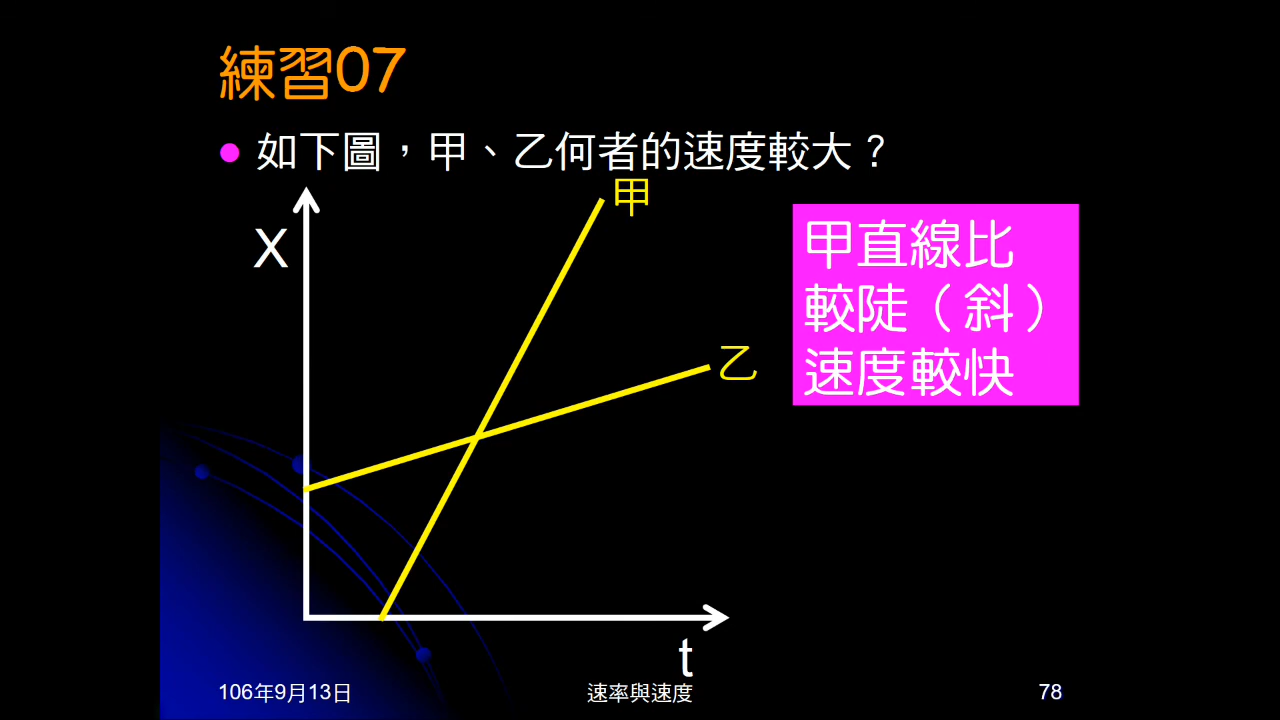 練習07
如下圖，甲、乙何者的速度較大？
甲
X
甲直線比
較陡（斜）
速度較快
乙
t
106年9月13日
速率與速度
78